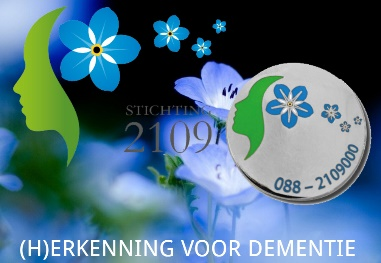 STICHTIN
2109
088 – 2109000
(H)ERKENNING VOOR DEMENTIE